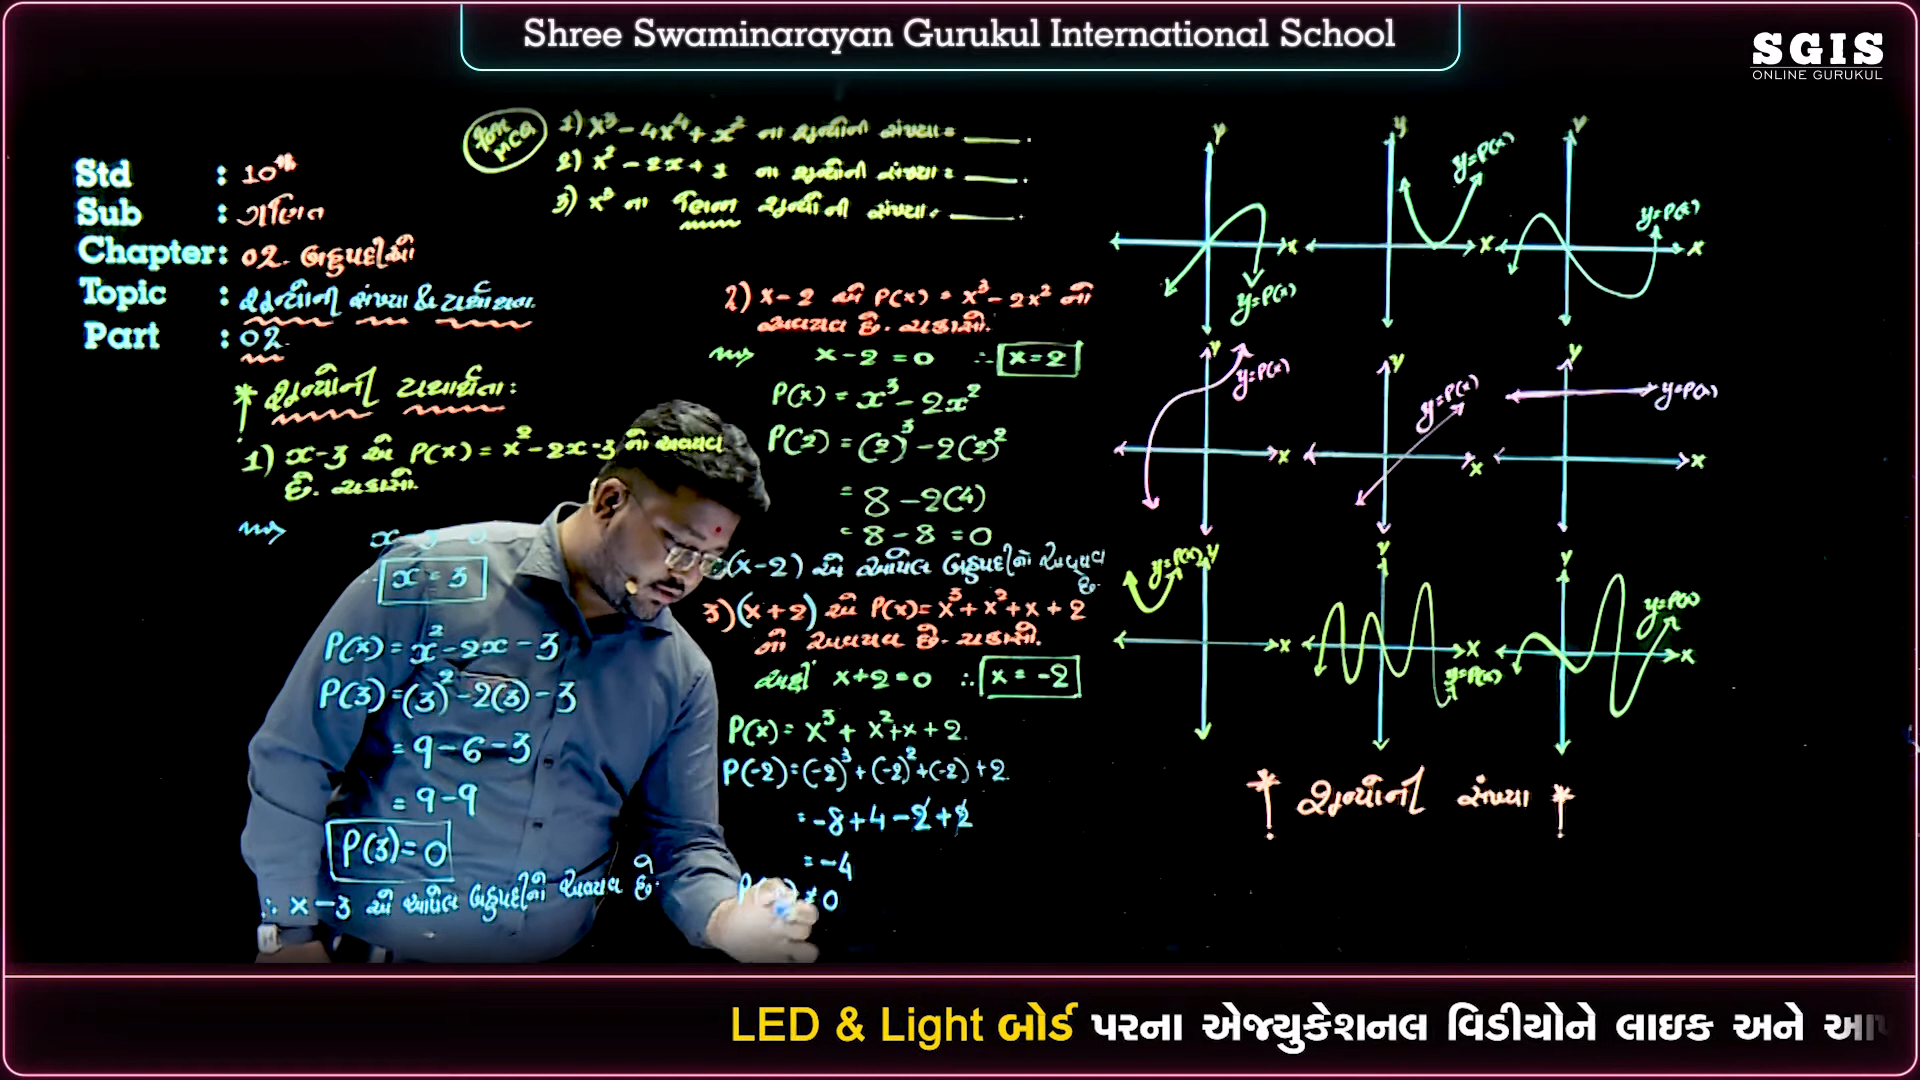 Shree Swaminarayan Gurukul International School
SGIS
ONLINE GURUKUL
Std : 10th
Sub : ગણિત
Chapter : 02. બહુપદીઓ
Topic : શૂન્યોની સંખ્યા & યથાર્થતા.
Part : 02.
MCQ
1) x³ - 4x⁴ + x² ના શૂન્યોની સંખ્યા = ____.
2) x² - 2x + 1 ના શૂન્યોની સંખ્યા = ____.
3) x³ ના ભિન્ન શૂન્યોની સંખ્યા = ____.
* શૂન્યોની યથાર્થતા:
1) x-3 એ P(x) = x²-2x-3 નો અવયવ
છે. ચકાસો.
∴ x = 3
P(x) = x² - 2x - 3
P(3) = (3)² - 2(3) - 3
= 9-6-3
= 9-9
P(3) = 0
∴ x-3 એ આપેલ બહુપદીનો અવયવ છે.
2) x-2 એ P(x) = x³ - 2x² નો
અવયવ છે. ચકાસો.
x-2 = 0 ∴ x = 2
P(x) = x³ - 2x²
P(2) = (2)³ - 2(2)²
= 8 - 2(4)
= 8 - 8 = 0
(x-2) એ આપેલ બહુપદીનો અવયવ છે.
3) (x+2) એ P(x) = x³ + x² + x + 2
નો અવયવ છે. ચકાસો.
અહીં x+2 = 0 ∴ x = -2
P(x) = x³ + x² + x + 2.
P(-2) = (-2)³ + (-2)² + (-2) + 2.
= -8+4-2+2
= -4
≠ 0
y x y=P(x)
y x y=P(x)
y x y=P(x)
y x y=P(x)
y x y=P(x)
y x y=P(x)
y x y=P(x)
y x y=P(x)
y x y=P(x)
* શૂન્યોની સંખ્યા *
LED & Light બોર્ડ પરના એજ્યુકેશનલ વિડીયોને લાઇક અને